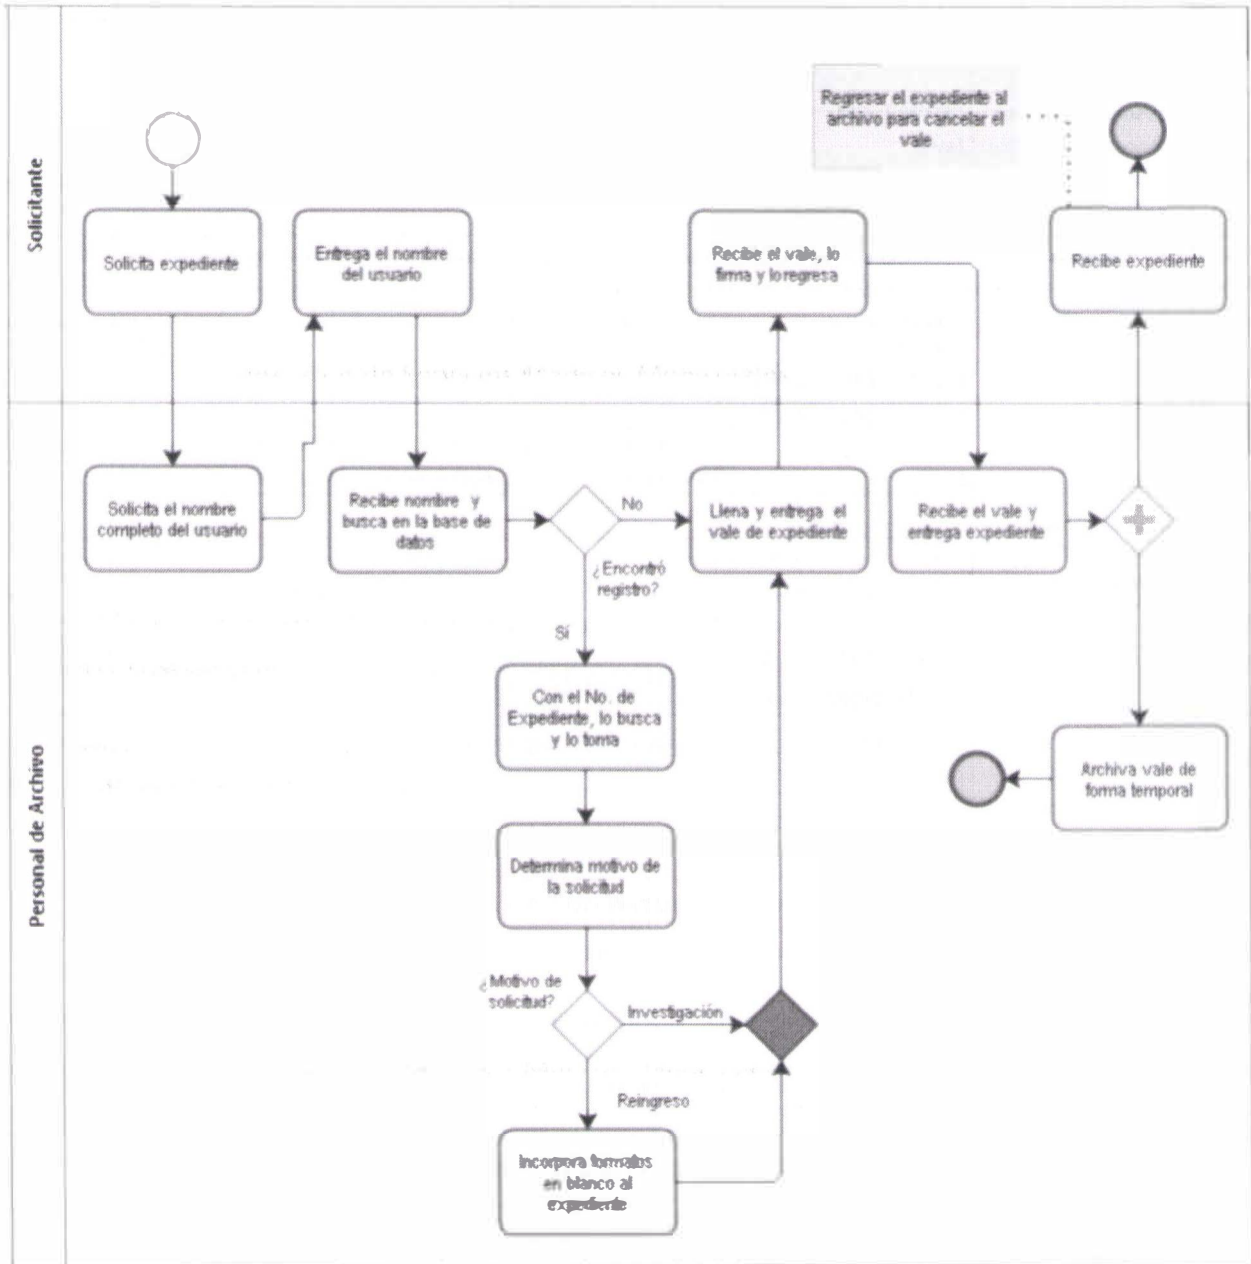 Solicitante
Regresar el expediente al
archivo para cancelar el
vale
Solicita expediente
Entrega el nombre
del usuario
Recibe el vale, lo
firma y lo regresa
Recibe expediente
Personal de Archivo
Solicita el nombre
completo del usuario
Recibe nombre y
busca en la base de
datos
No
¿Encontró
registro?
Sí
Llena y entrega el
vale de expediente
Recibe el vale y
entrega expediente
Con el No. de
Expediente, lo busca
y lo toma
Archiva vale de
forma temporal
Determina motivo de
la solicitud
¿Motivo de
solicitud?
Investigación
Reingreso
Incorpora formatos
en blanco al
expediente